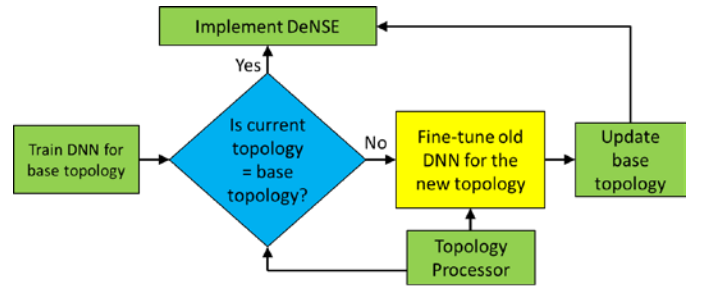 Implement DeNSE
Yes
Train DNN for
base topology
Is current
topology
= base
topology?
No
Fine-tune old
DNN for the
new topology
Update
base
topology
Topology
Processor